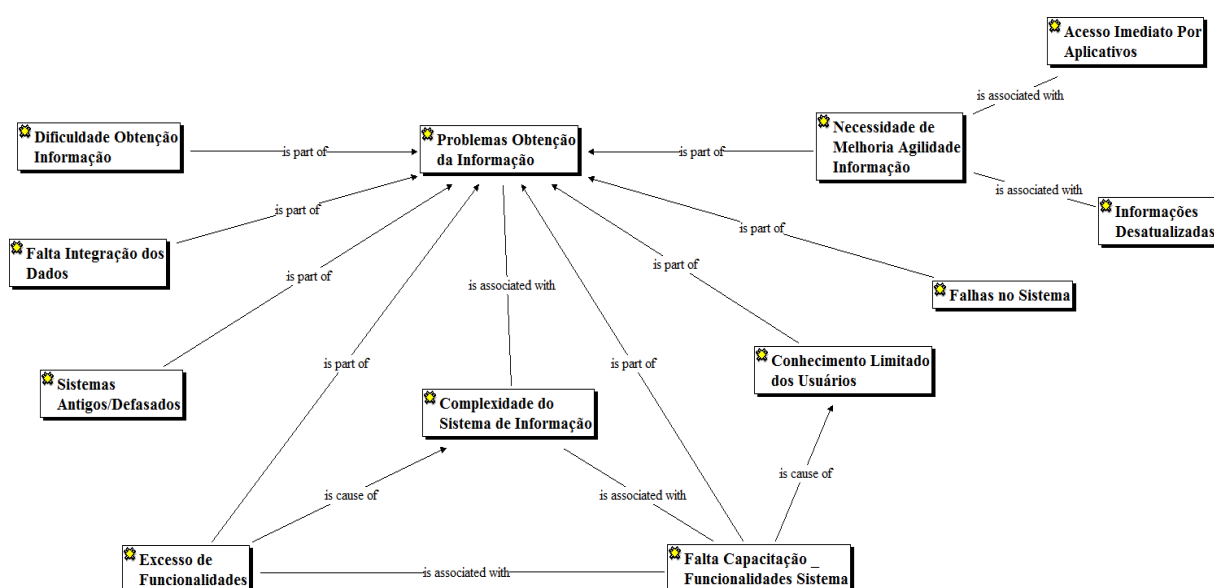 Acesso Imediato Por
Aplicativos
is associated with
Dificuldade Obtenção
Informação
is part of
Problemas Obtenção
da Informação
is part of
Necessidade de
Melhoria Agilidade
Informação
is associated with
Informações
Desatualizadas
is part of
is part of
Falta Integração dos
Dados
is part of
is associated with
is part of
Falhas no Sistema
Sistemas
Antigos/Defasados
is part of
is part of
Conhecimento Limitado
dos Usuários
Complexidade do
Sistema de Informação
is cause of
is associated with
is cause of
Excesso de
Funcionalidades
is associated with
Falta Capacitação _
Funcionalidades Sistema